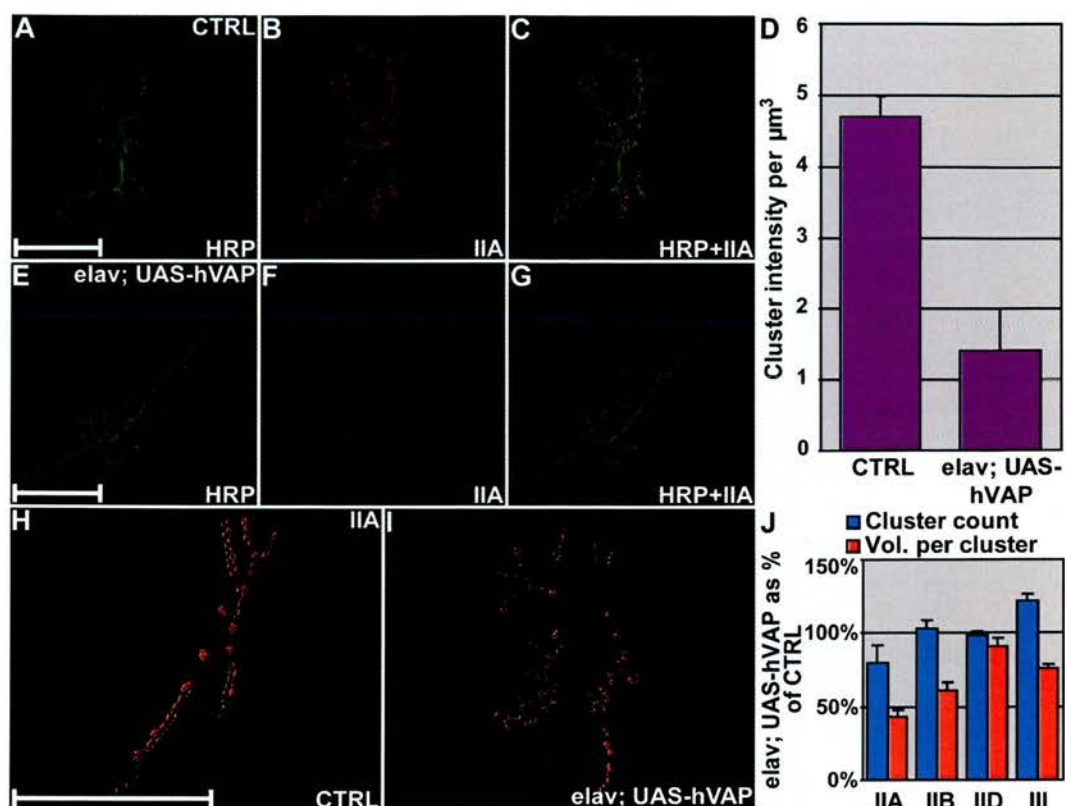 A
CTRL
HRP
B
IIA
C
HRP+IIA
D
Cluster intensity per µm³
6
5
4
3
2
1
0
CTRL
elav; UAS-
hVAP
E
elav; UAS-hVAP
HRP
F
IIA
G
HRP+IIA
H
IIA
CTRL
I
elav; UAS-hVAP
J
Cluster count
Vol. per cluster
elav; UAS-hVAP as %
of CTRL
150%
100%
50%
0%
IIA
IIB
IID
III